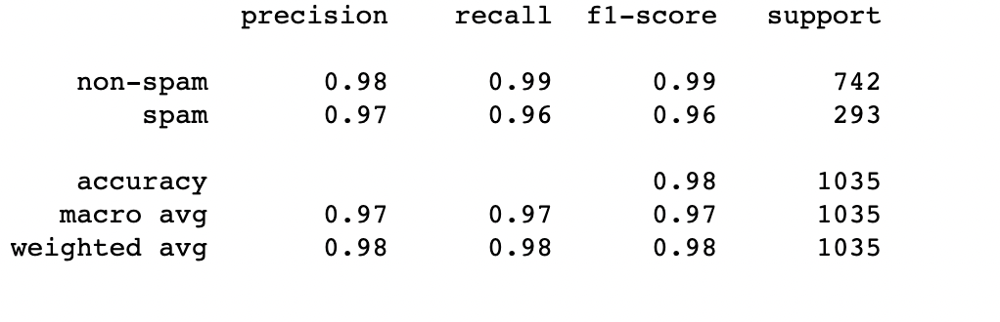 precision recall f1-score support
non-spam 0.98 0.99 0.99 742
spam 0.97 0.96 0.96 293
accuracy 0.98 1035
macro avg 0.97 0.97 0.97 1035
weighted avg 0.98 0.98 0.98 1035